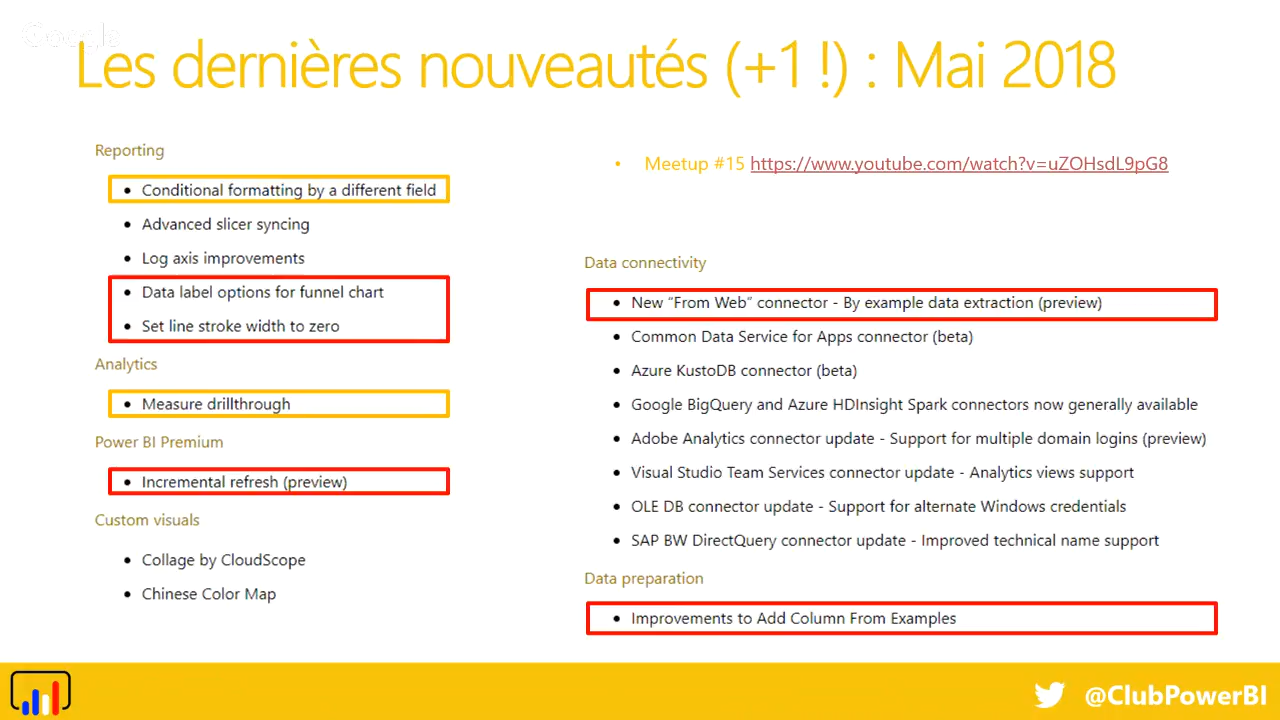 Google
Les dernières nouveautés (+1 !) : Mai 2018
Reporting
• Conditional formatting by a different field
• Advanced slicer syncing
• Log axis improvements
• Data label options for funnel chart
• Set line stroke width to zero
Analytics
• Measure drillthrough
Power BI Premium
• Incremental refresh (preview)
Custom visuals
• Collage by CloudScope
• Chinese Color Map
• Meetup #15 https://www.youtube.com/watch?v=uZOHsdL9pG8
Data connectivity
• New “From Web” connector - By example data extraction (preview)
• Common Data Service for Apps connector (beta)
• Azure KustoDB connector (beta)
• Google BigQuery and Azure HDInsight Spark connectors now generally available
• Adobe Analytics connector update - Support for multiple domain logins (preview)
• Visual Studio Team Services connector update - Analytics views support
• OLE DB connector update - Support for alternate Windows credentials
• SAP BW DirectQuery connector update - Improved technical name support
Data preparation
• Improvements to Add Column From Examples
@ClubPowerBI